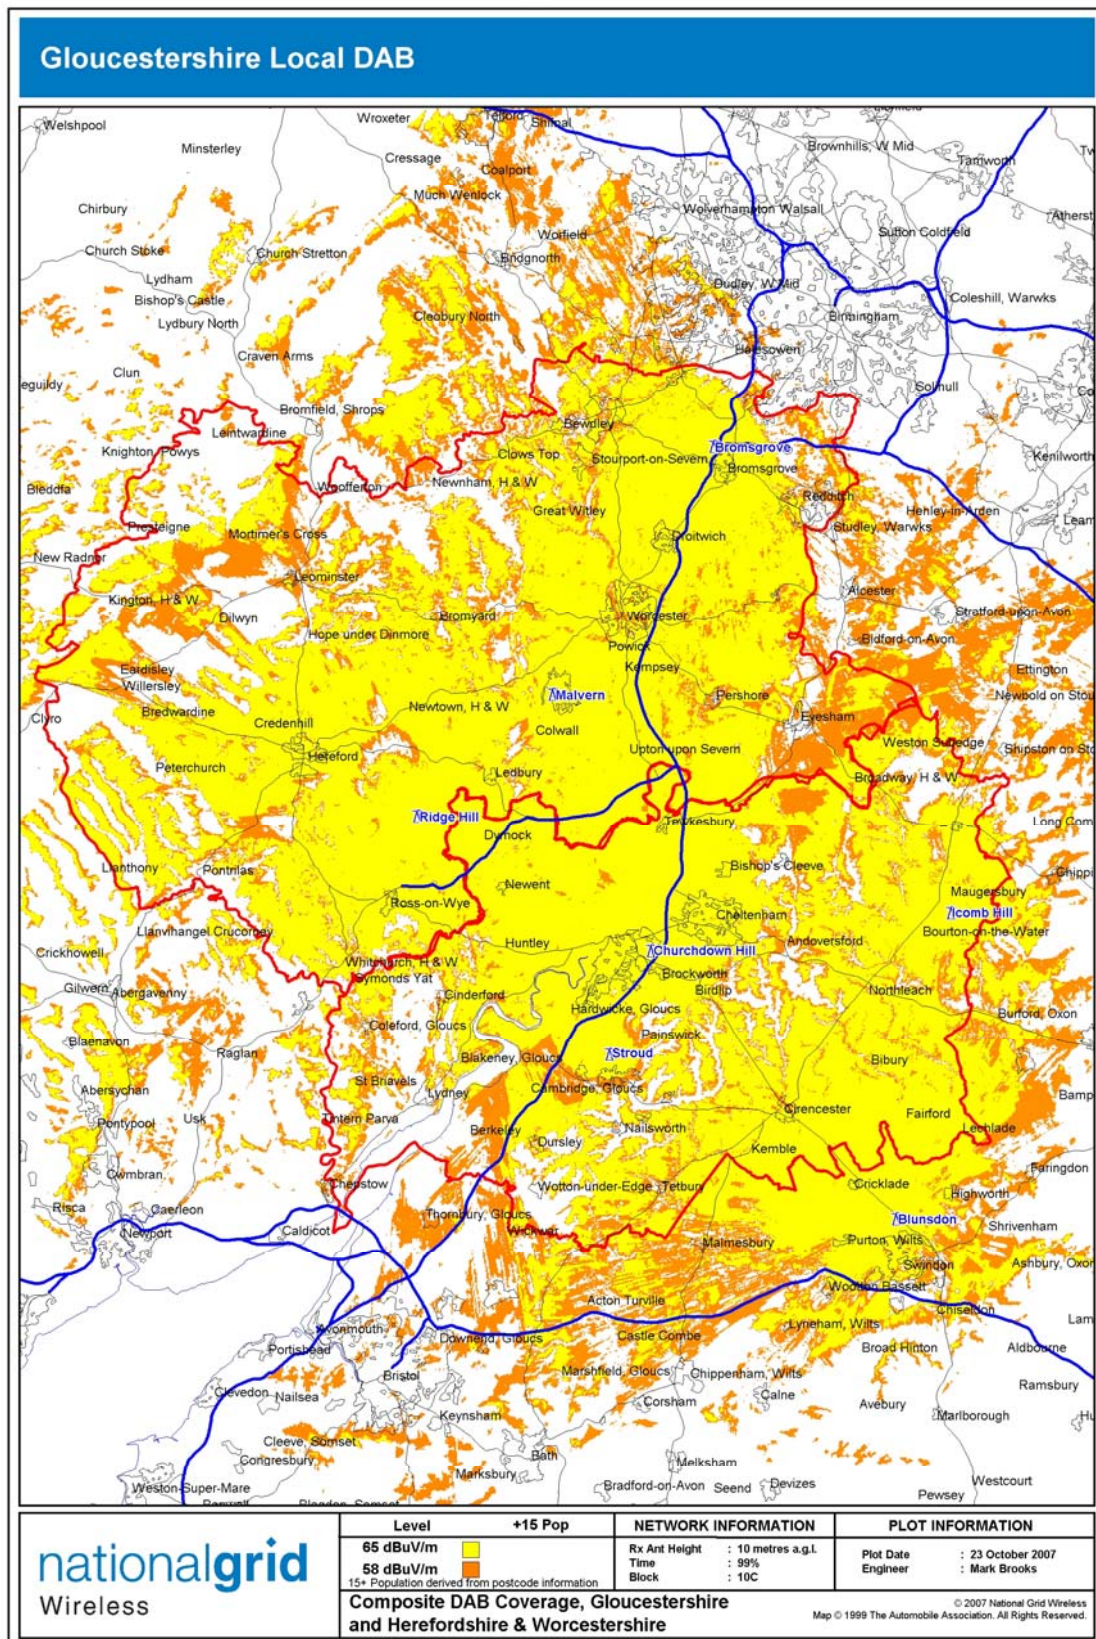 Gloucestershire Local DAB
Welshpool
Wroxeter
Telford
Shifnal
Brownhills, W Mid
Minsterley
Cressage
Coalport
Tamworth
Much Wenlock
Chirbury
Wolverhampton Walsall
Church Stoke
Church Stretton
Worfield
Sutton Coldfield
Bridgnorth
Lydham
Dudley, W Mid
Bishop's Castle
Coleshill, Warwks
Lydbury North
Cleobury North
Birmingham
Craven Arms
Halesowen
Clun
Solihull
Bromfield, Shrops
Bewdley
Leintwardine
Knighton, Powys
Clows Top
Bromsgrove
Stourport-on-Severn
Kenilworth
Bromsgrove
Bleddfa
Woofferton
Newnham, H & W
Redditch
Great Witley
Henley-in-Arden
Presteigne
Studley, Warwks
Mortimer's Cross
Droitwich
New Radnor
Leominster
Kington, H & W
Alcester
Dilwyn
Bromyard
Worcester
Stratford-upon-Avon
Hope under Dinmore
Powick
Bidford-on-Avon
Eardisley
Kempsey
Ettington
Willersley
Malvern
Pershore
Newbold on Stou
Clyro
Bredwardine
Credenhill
Newtown, H & W
Evesham
Colwall
Hereford
Upton upon Severn
Weston Subedge
Shipston on Sto
Peterchurch
Ledbury
Broadway, H & W
Ridge Hill
Dymock
Tewkesbury
Long Com
Llanthony
Pontrilas
Bishop's Cleeve
Chippi
Newent
Maugersbury
Ross-on-Wye
Cheltenham
Icomb Hill
Llanvihangel Crucorney
Bourton-on-the-Water
Crickhowell
Huntley
Churchdown Hill
Andoversford
Whitchurch, H & W
Symonds Yat
Brockworth
Gilwern
Abergavenny
Cinderford
Birdlip
Northleach
Hardwicke, Gloucs
Burford, Oxon
Coleford, Gloucs
Painswick
Blaenavon
Raglan
Blakeney, Gloucs
Stroud
Bibury
St Briavels
Abersychan
Lydney
Cambridge, Gloucs
Bamp
Pontypool
Usk
Tintern Parva
Cirencester
Fairford
Berkeley
Nailsworth
Lechlade
Dursley
Kemble
Cwmbran
Faringdon
Chepstow
Wotton-under-Edge
Tetbury
Cricklade
Highworth
Risca
Caerleon
Thornbury, Gloucs
Blunsdon
Shrivenham
Newport
Caldicot
Wickwar
Malmesbury
Purton, Wilts
Swindon
Ashbury, Oxon
Wootton Bassett
Acton Turville
Chiseldon
Avonmouth
Lyneham, Wilts
Lam
Portishead
Downend, Gloucs
Castle Combe
Broad Hinton
Aldbourne
Bristol
Marshfield, Gloucs
Chippenham, Wilts
Ramsbury
Clevedon
Nailsea
Corsham
Calne
Avebury
Keynsham
Marlborough
Cleeve, Somset
Congresbury
Bath
Melksham
Weston-Super-Mare
Marksbury
Bradford-on-Avon
Seend
Devizes
Westcourt
Pewsey
nationalgrid
Wireless
Level +15 Pop
65 dBuV/m
58 dBuV/m
15+ Population derived from postcode information
NETWORK INFORMATION
Rx Ant Height : 10 metres a.g.l.
Time : 99%
Block : 10C
PLOT INFORMATION
Plot Date : 23 October 2007
Engineer : Mark Brooks
Composite DAB Coverage, Gloucestershire
and Herefordshire & Worcestershire
© 2007 National Grid Wireless
Map © 1999 The Automobile Association. All Rights Reserved.